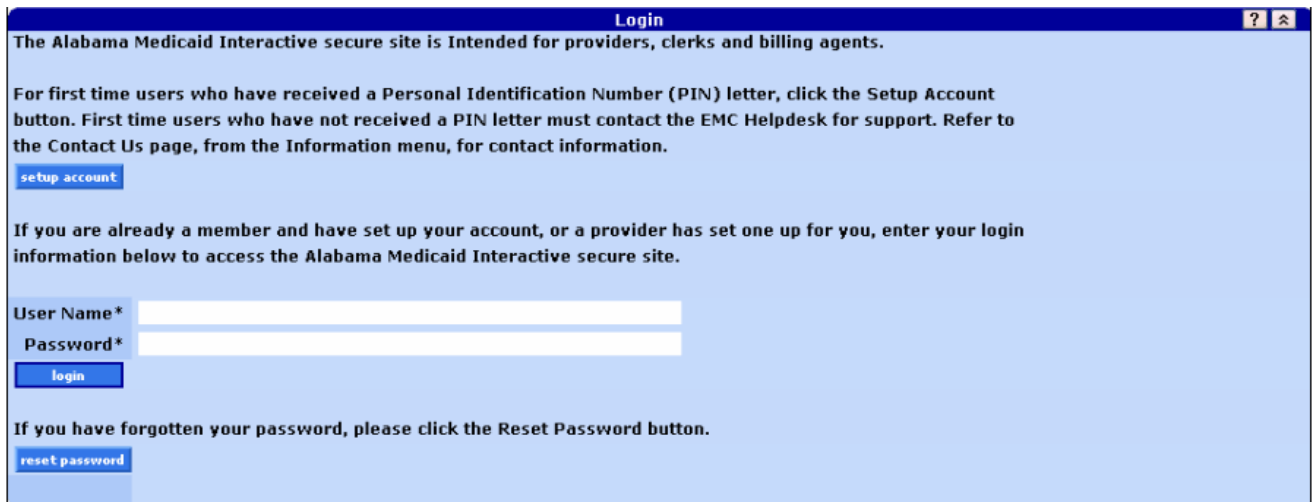 Login ?
The Alabama Medicaid Interactive secure site is Intended for providers, clerks and billing agents.
For first time users who have received a Personal Identification Number (PIN) letter, click the Setup Account
button. First time users who have not received a PIN letter must contact the EMC Helpdesk for support. Refer to
the Contact Us page, from the Information menu, for contact information.
setup account
If you are already a member and have set up your account, or a provider has set one up for you, enter your login
information below to access the Alabama Medicaid Interactive secure site.
User Name*
Password*
login
If you have forgotten your password, please click the Reset Password button.
reset password